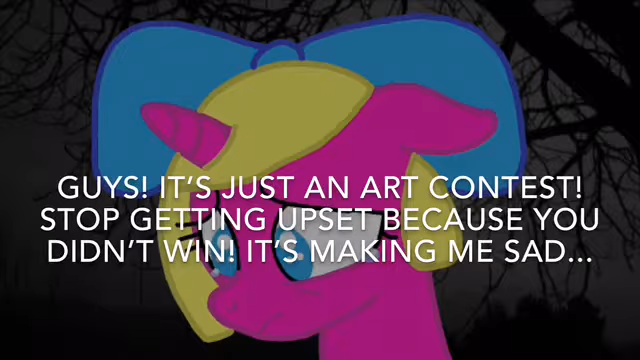 GUYS! IT’S JUST AN ART CONTEST!
STOP GETTING UPSET BECAUSE YOU
DIDN’T WIN! IT’S MAKING ME SAD...